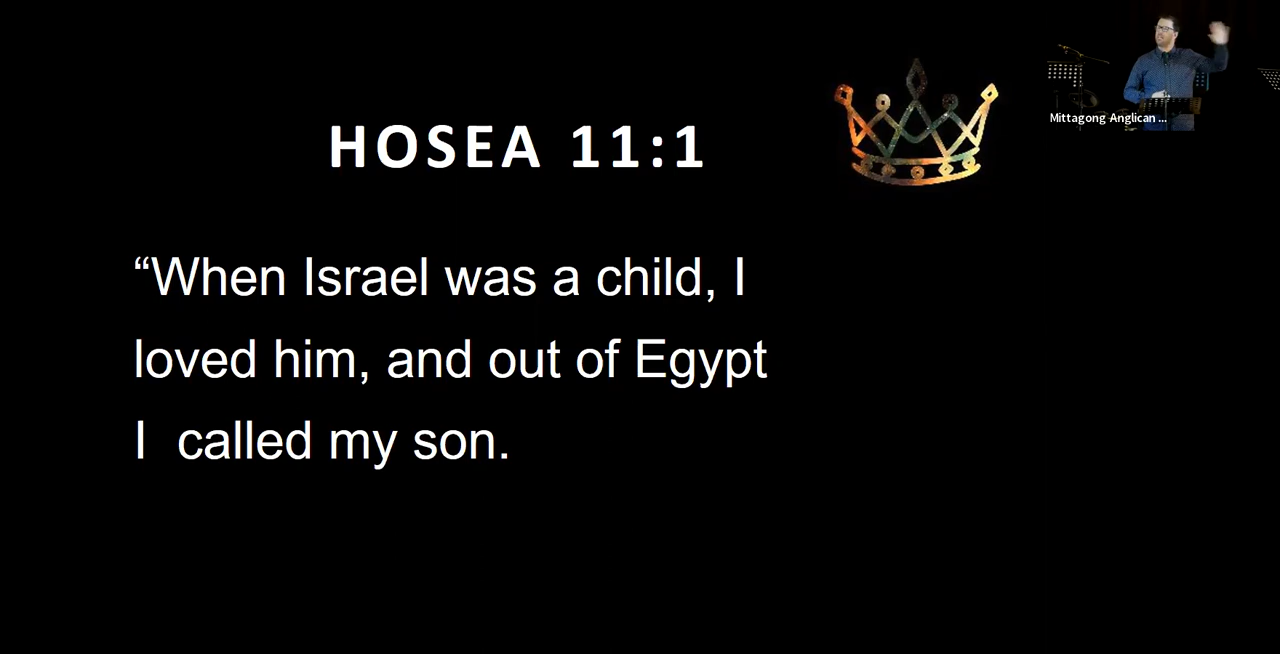 HOSEA 11:1
Mittagong Anglican ...
“When Israel was a child, I
loved him, and out of Egypt
I  called my son.